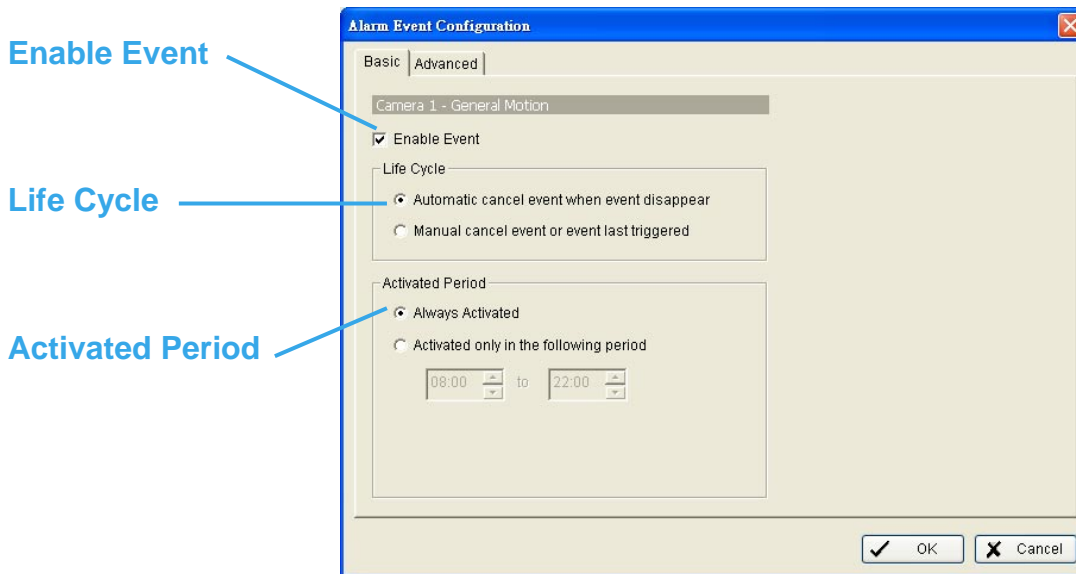 Alarm Event Configuration
Enable Event
Basic
Advanced
Camera 1 - General Motion
Enable Event
Life Cycle
Life Cycle
Automatic cancel event when event disappear
Manual cancel event or event last triggered
Activated Period
Activated Period
Always Activated
Activated only in the following period
08:00 to 22:00
OK
Cancel